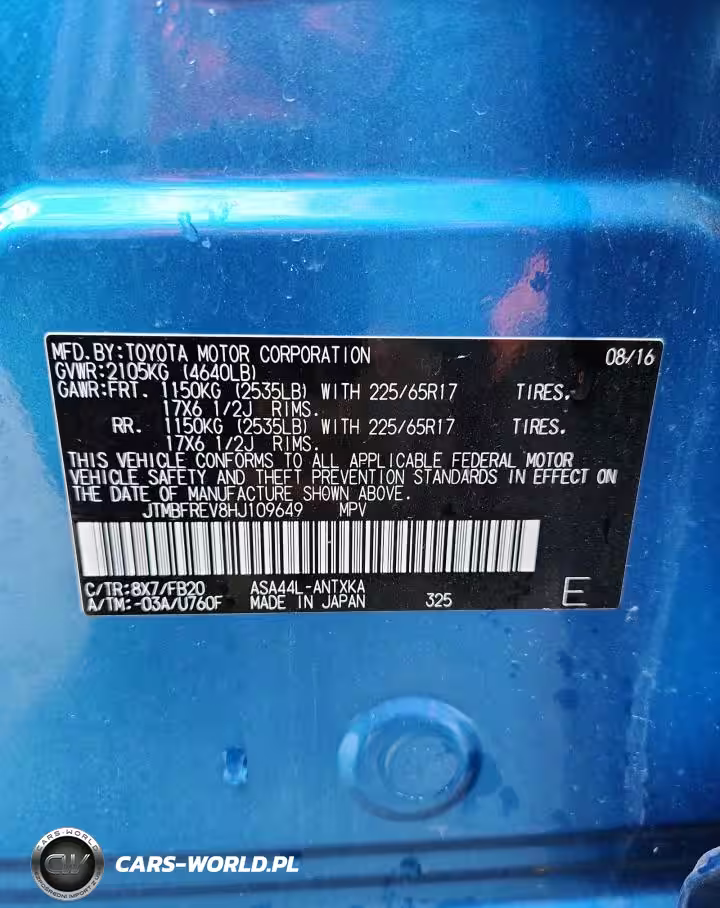 MFD. BY: TOYOTA MOTOR CORPORATION 08/16
GVWR: 2105KG (4640LB)
GAWR: FRT. 1150KG (2535LB) WITH 225/65R17 TIRES.
17X6 1/2J RIMS.
RR. 1150KG (2535LB) WITH 225/65R17 TIRES.
17X6 1/2J RIMS.
THIS VEHICLE CONFORMS TO ALL APPLICABLE FEDERAL MOTOR
VEHICLE SAFETY AND THEFT PREVENTION STANDARDS IN EFFECT ON
THE DATE OF MANUFACTURE SHOWN ABOVE.
JTMBFREV8HJ109649 MPV
C/TR: 8X7/FB20 ASA44L-ANTXKA
A/TM: -03A/U760F MADE IN JAPAN 325 E
CARS-WORLD
CW
CARS-WORLD.PL